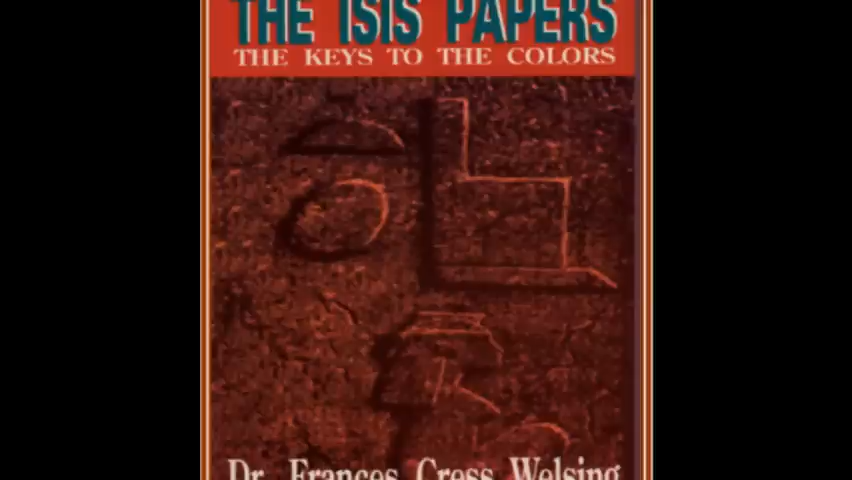 THE ISIS PAPERS
THE KEYS TO THE COLORS
Dr. Frances Cress Welsing